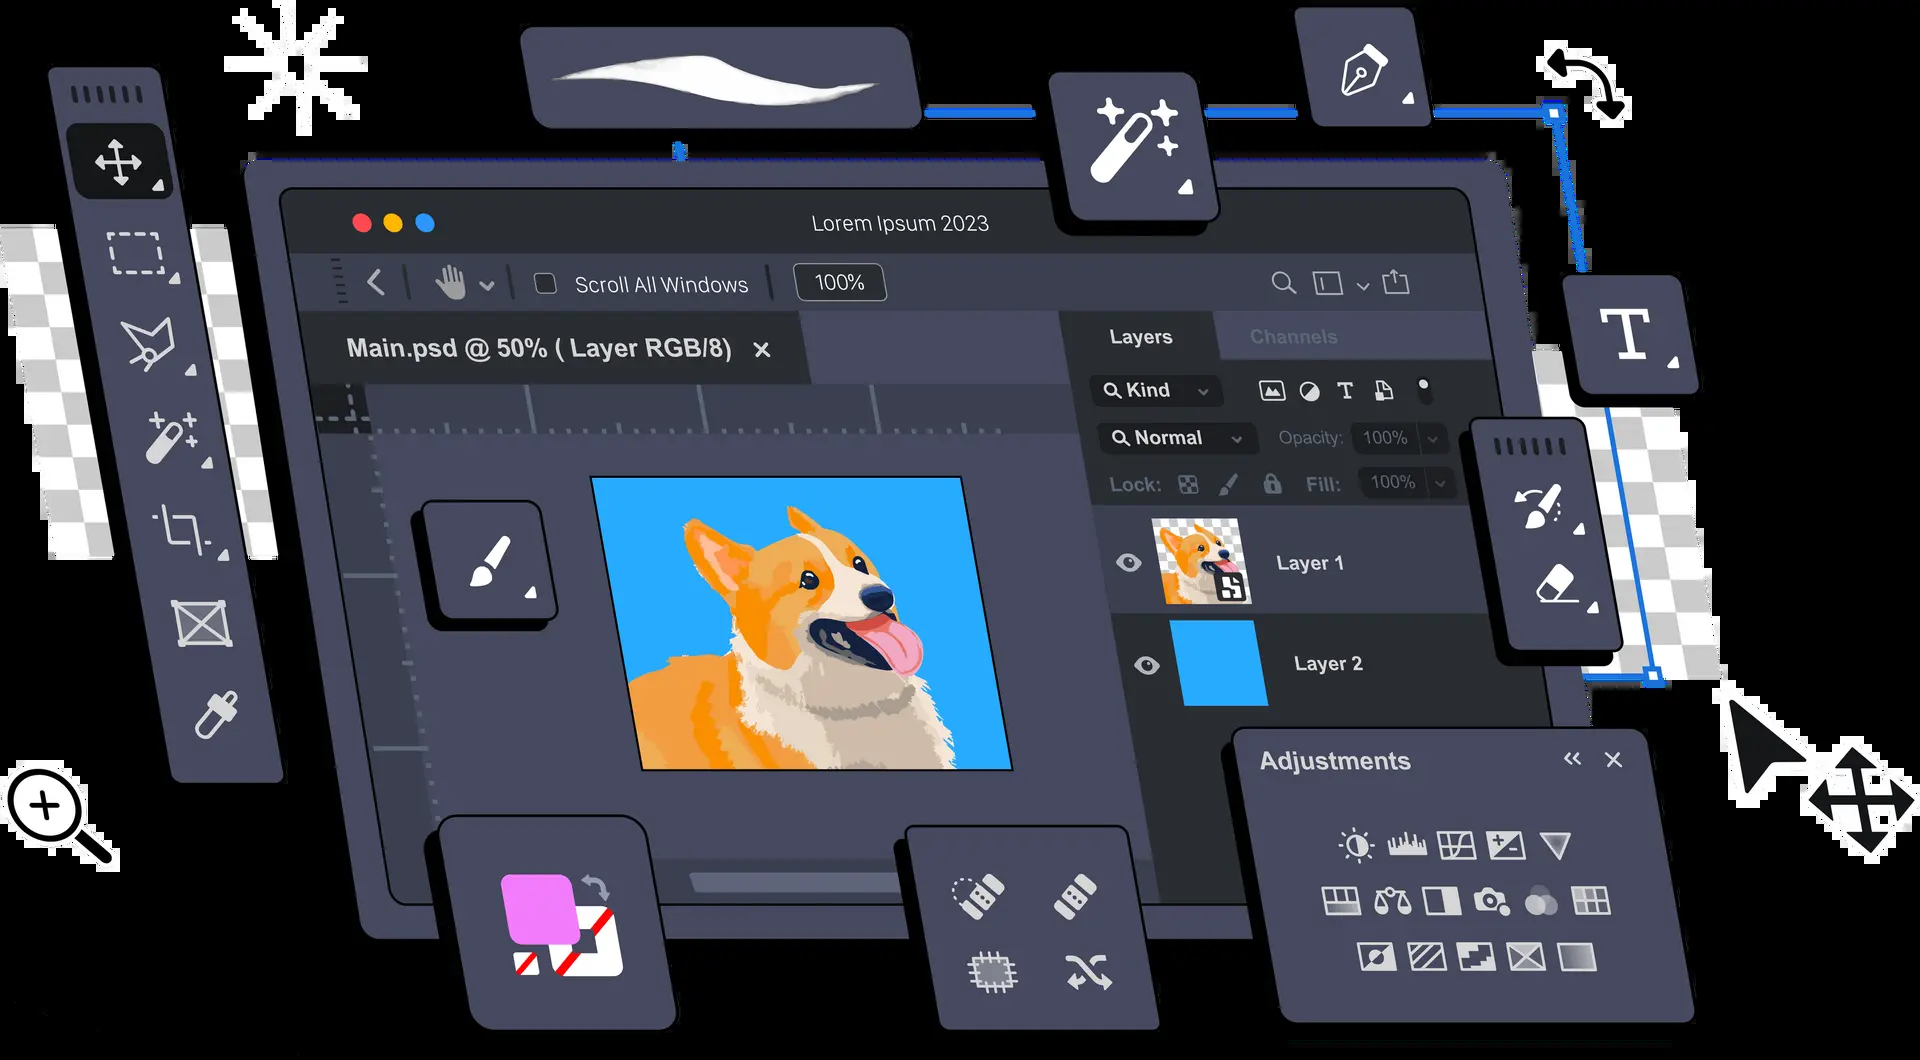 Lorem Ipsum 2023
Scroll All Windows
100%
Main.psd @ 50% ( Layer RGB/8)
Layers
Channels
Kind
T
Normal
Opacity:
100%
Lock:
Fill:
100%
Layer 1
Layer 2
T
Adjustments